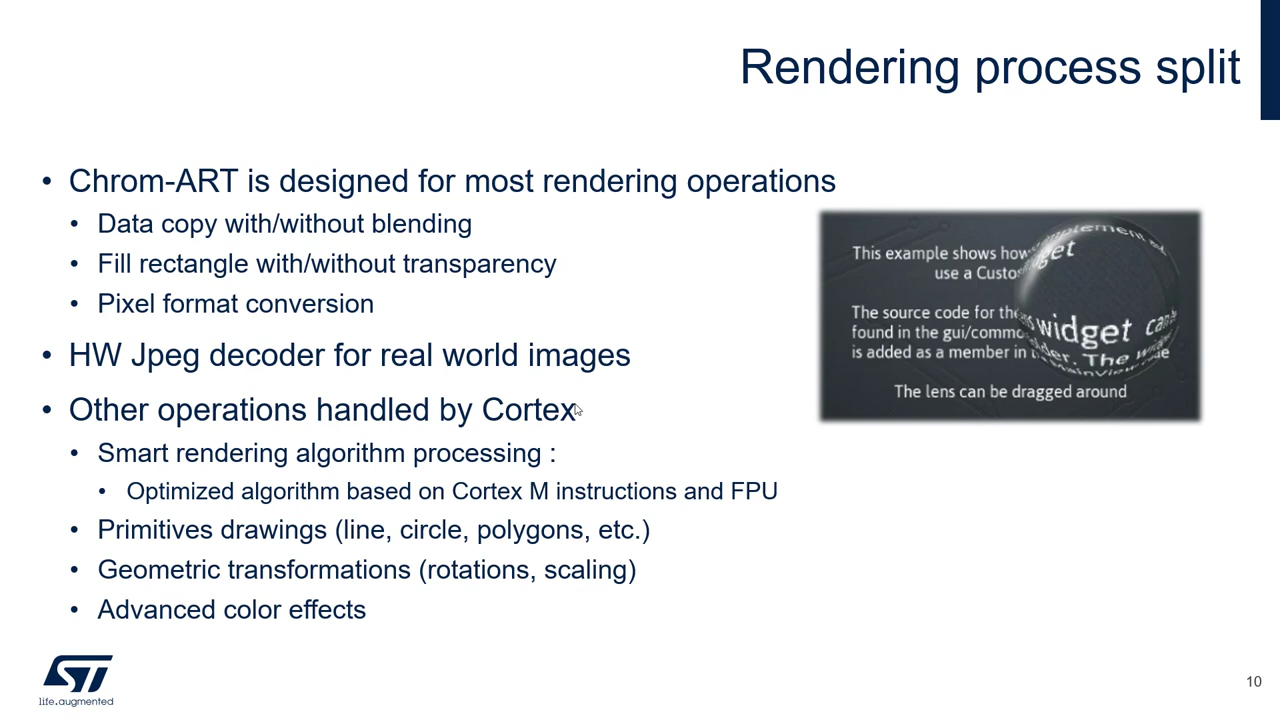 Rendering process split
• Chrom-ART is designed for most rendering operations
• Data copy with/without blending
• Fill rectangle with/without transparency
• Pixel format conversion
• HW Jpeg decoder for real world images
• Other operations handled by Cortex
• Smart rendering algorithm processing :
• Optimized algorithm based on Cortex M instructions and FPU
• Primitives drawings (line, circle, polygons, etc.)
• Geometric transformations (rotations, scaling)
• Advanced color effects
This example shows how
use a Custo
The source code for the
found in the gui/commo
is added as a member in
widget
The
The lens can be dragged around
ST
life.augmented
10